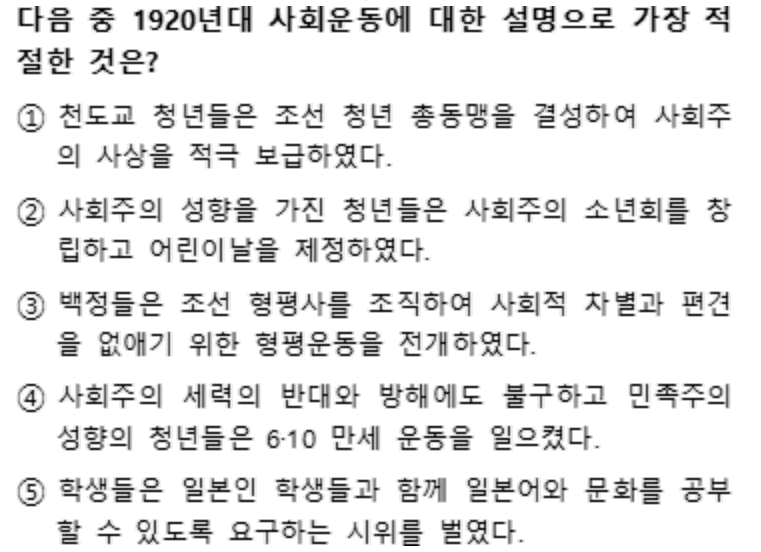 다음 중 1920년대 사회운동에 대한 설명으로 가장 적
절한 것은?
① 천도교 청년들은 조선 청년 총동맹을 결성하여 사회주
의 사상을 적극 보급하였다.
② 사회주의 성향을 가진 청년들은 사회주의 소년회를 창
립하고 어린이날을 제정하였다.
③ 백정들은 조선 형평사를 조직하여 사회적 차별과 편견
을 없애기 위한 형평운동을 전개하였다.
④ 사회주의 세력의 반대와 방해에도 불구하고 민족주의
성향의 청년들은 6·10 만세 운동을 일으켰다.
⑤ 학생들은 일본인 학생들과 함께 일본어와 문화를 공부
할 수 있도록 요구하는 시위를 벌였다.